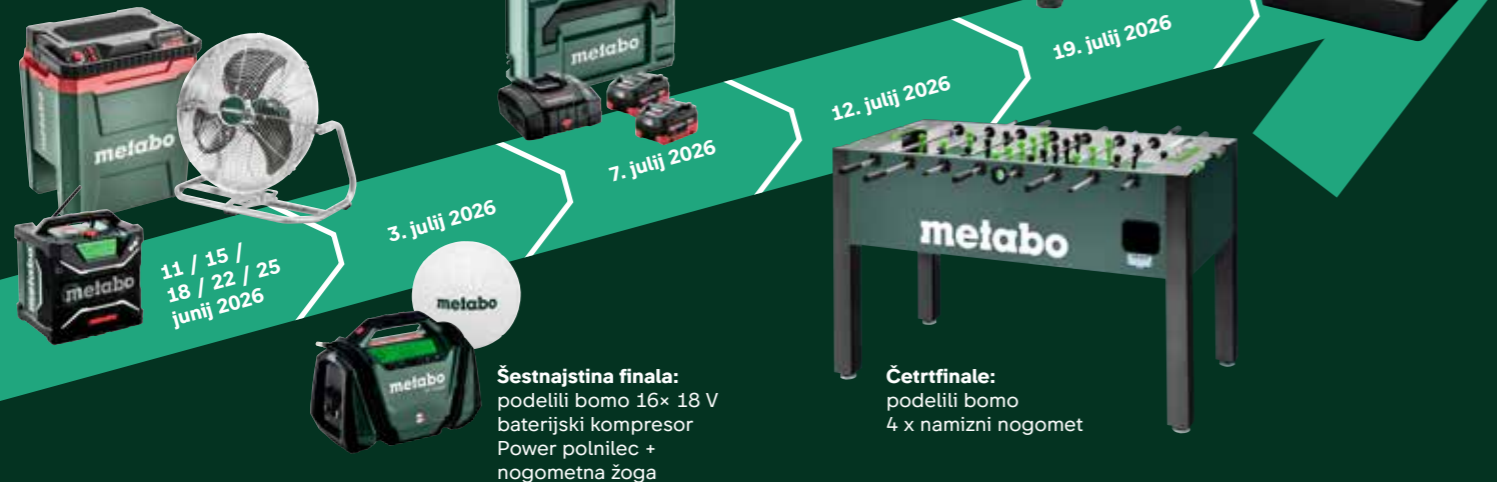 metabo
metabo
metabo
metabo
11 / 15 /
18 / 22 / 25
junij 2026
3. julij 2026
7. julij 2026
12. julij 2026
19. julij 2026
metabo
metabo
metabo
Šestnajstina finala:
podelili bomo 16× 18 V
baterijski kompresor
Power polnilec +
nogometna žoga
Četrtfinale:
podelili bomo
4 x namizni nogomet